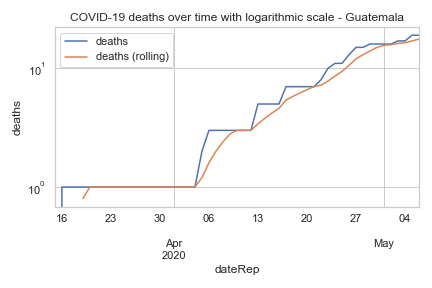 COVID-19 deaths over time with logarithmic scale - Guatemala
deaths
deaths (rolling)
10¹
10⁰
deaths
16 23 30 06 13 20 27 04
Apr May
2020
dateRep